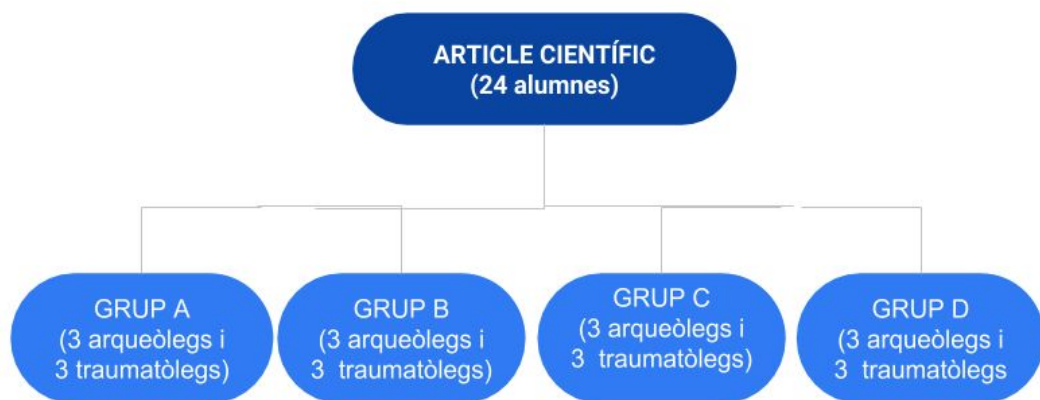 ARTICLE CIENTÍFIC
(24 alumnes)
GRUP A
(3 arqueòlegs i
3 traumatòlegs)
GRUP B
(3 arqueòlegs i
3 traumatòlegs)
GRUP C
(3 arqueòlegs i
3 traumatòlegs)
GRUP D
(3 arqueòlegs i
3 traumatòlegs